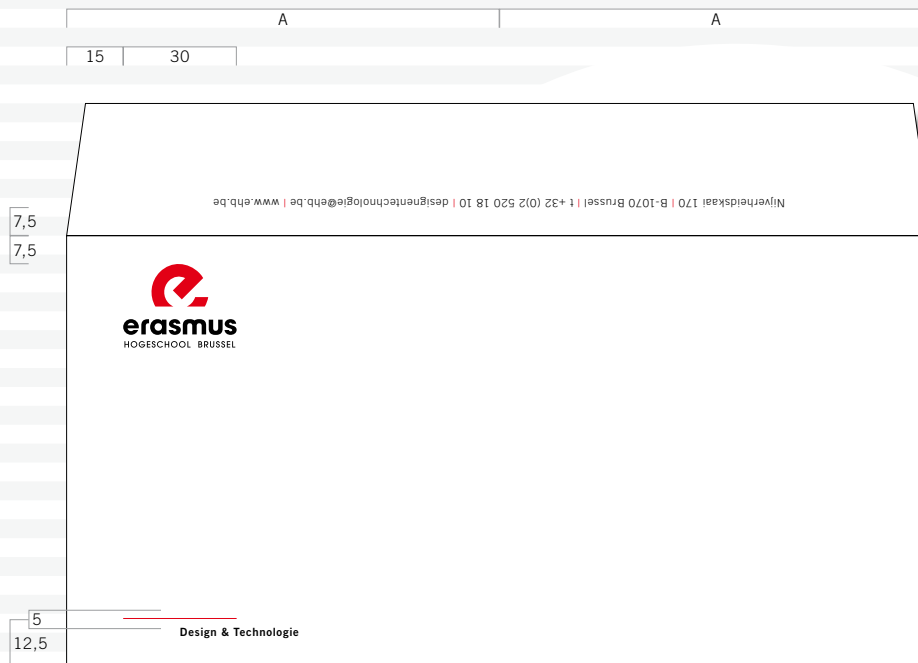 A A
15 30
Nijverheidskaai 170 | B-1070 Brussel | t +32 (0)2 520 18 10 | designentechnologie@ehb.be | www.ehb.be
7,5
7,5
erasmus
HOGESCHOOL BRUSSEL
5
Design & Technologie
12,5